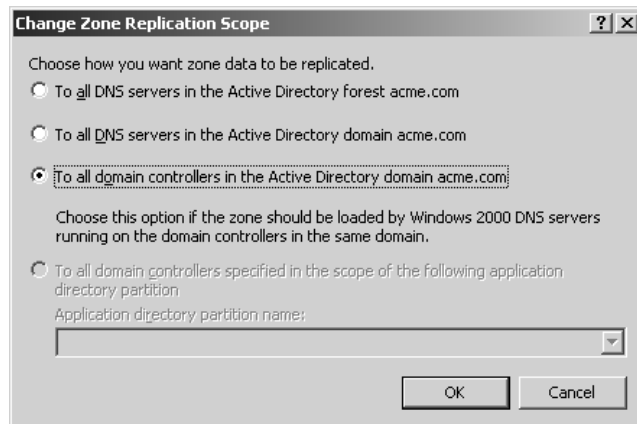 Change Zone Replication Scope
Choose how you want zone data to be replicated.
To all DNS servers in the Active Directory forest acme.com
To all DNS servers in the Active Directory domain acme.com
To all domain controllers in the Active Directory domain acme.com
Choose this option if the zone should be loaded by Windows 2000 DNS servers
running on the domain controllers in the same domain.
To all domain controllers specified in the scope of the following application
directory partition
Application directory partition name:
OK Cancel